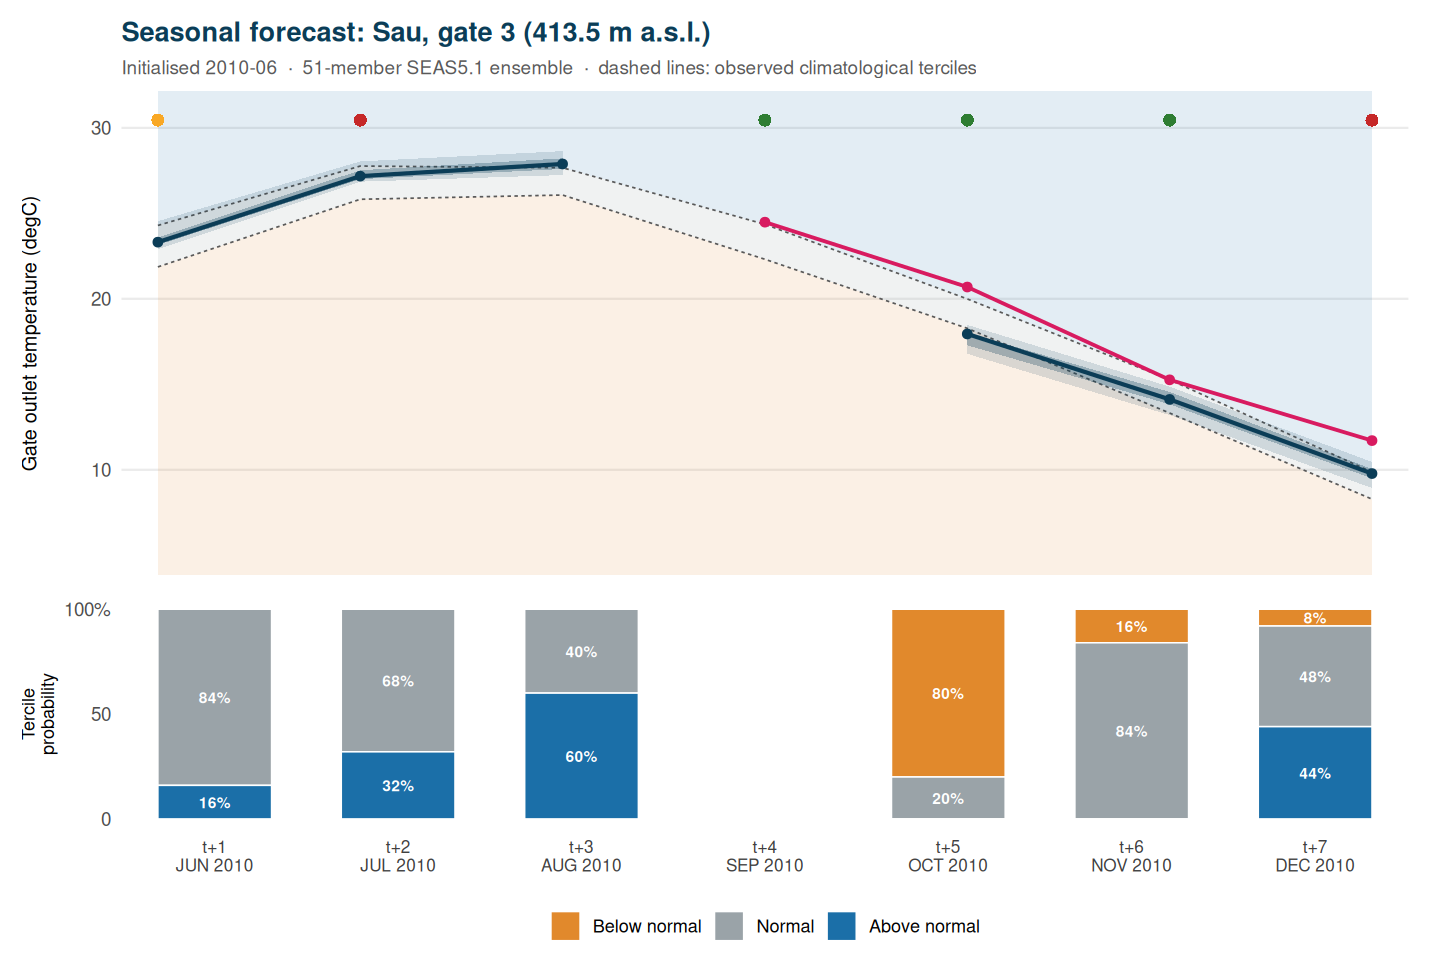 Seasonal forecast: Sau, gate 3 (413.5 m a.s.l.)
Initialised 2010-06 · 51-member SEAS5.1 ensemble · dashed lines: observed climatological terciles
Gate outlet temperature (degC)
30
20
10
Tercile
probability
100%
50
0
84%
16%
68%
32%
40%
60%
80%
20%
16%
84%
8%
48%
44%
t+1
JUN 2010
t+2
JUL 2010
t+3
AUG 2010
t+4
SEP 2010
t+5
OCT 2010
t+6
NOV 2010
t+7
DEC 2010
Below normal
Normal
Above normal